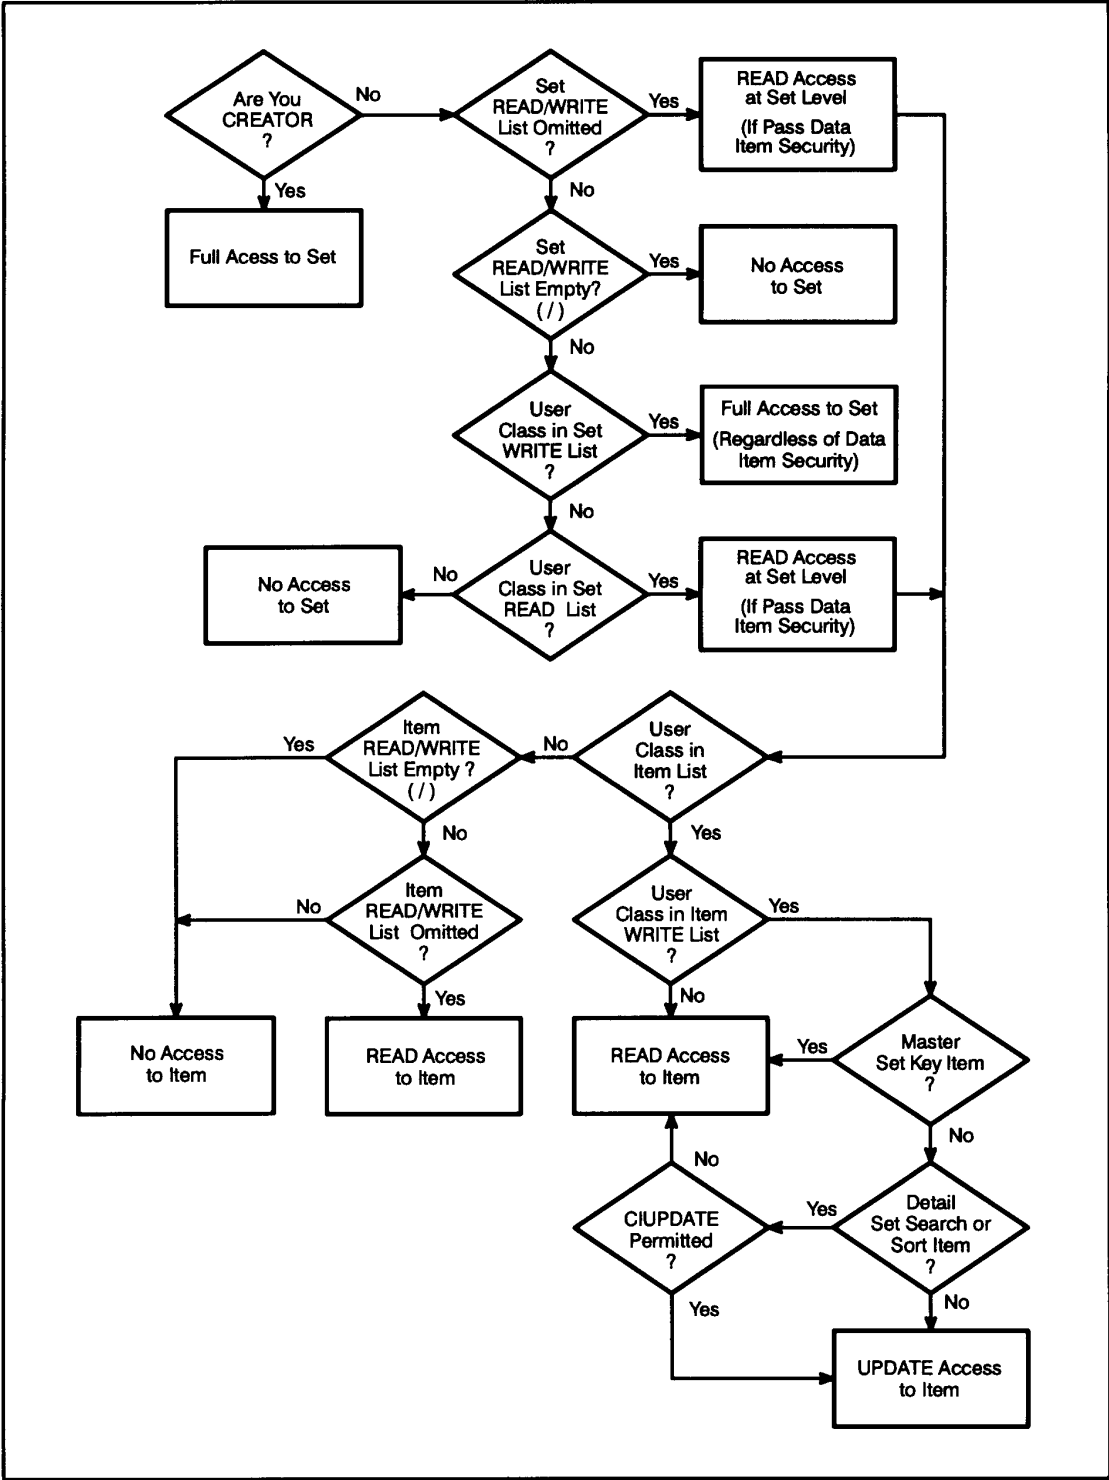 Are You
CREATOR
?
No
Set
READ/WRITE
List Omitted
?
Yes
READ Access
at Set Level
(If Pass Data
Item Security)
Yes
No
Full Acess to Set
Set
READ/WRITE
List Empty?
( / )
Yes
No Access
to Set
No
User
Class in Set
WRITE List
?
Yes
Full Access to Set
(Regardless of Data
Item Security)
No
No Access
to Set
No
User
Class in Set
READ List
?
Yes
READ Access
at Set Level
(If Pass Data
Item Security)
Yes
Item
READ/WRITE
List Empty ?
( / )
No
User
Class in
Item List
?
No
Yes
No
Item
READ/WRITE
List Omitted
?
User
Class in Item
WRITE List
?
Yes
Yes
No
No Access
to Item
READ Access
to Item
READ Access
to Item
Yes
Master
Set Key Item
?
No
No
CIUPDATE
Permitted
?
Yes
Detail
Set Search or
Sort Item
?
Yes
No
UPDATE Access
to Item